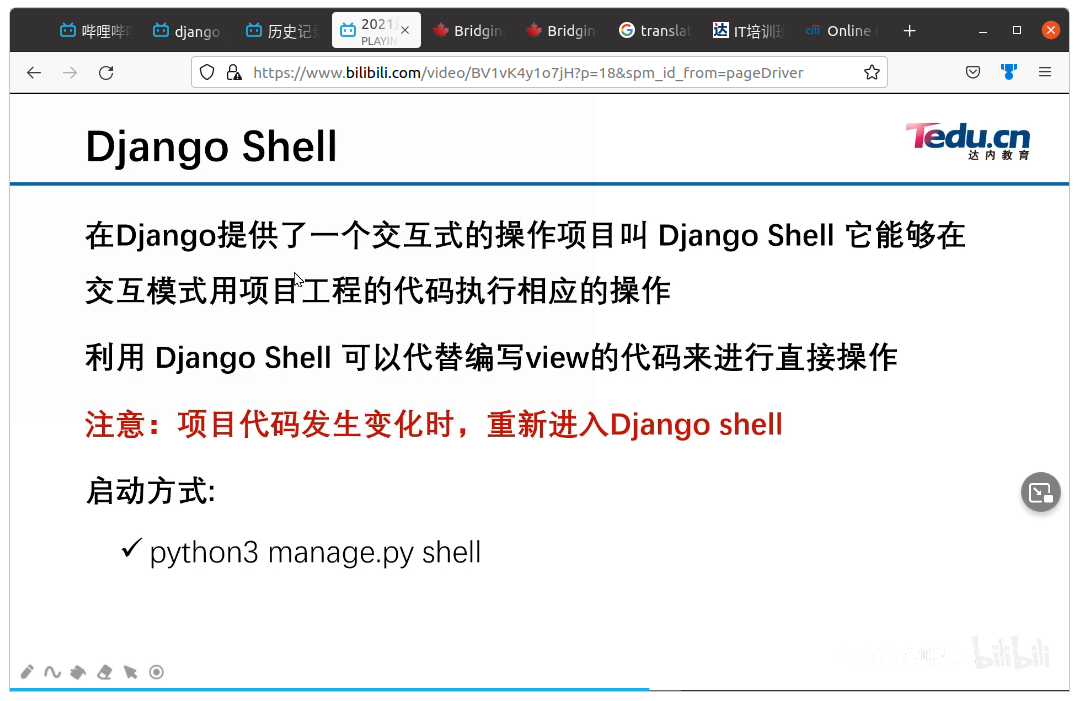 哔哩哔
django
历史记
2021
PLAYIN
Bridgin
Bridgin
translat
IT培训
Online
https://www.bilibili.com/video/BV1vK4y1o7jH?p=18&spm_id_from=pageDriver
Django Shell
Tedu.cn
达内教育
在Django提供了一个交互式的操作项目叫 Django Shell 它能够在
交互模式用项目工程的代码执行相应的操作
利用 Django Shell 可以代替编写view的代码来进行直接操作
注意：项目代码发生变化时，重新进入Django shell
启动方式:
python3 manage.py shell
bilibili